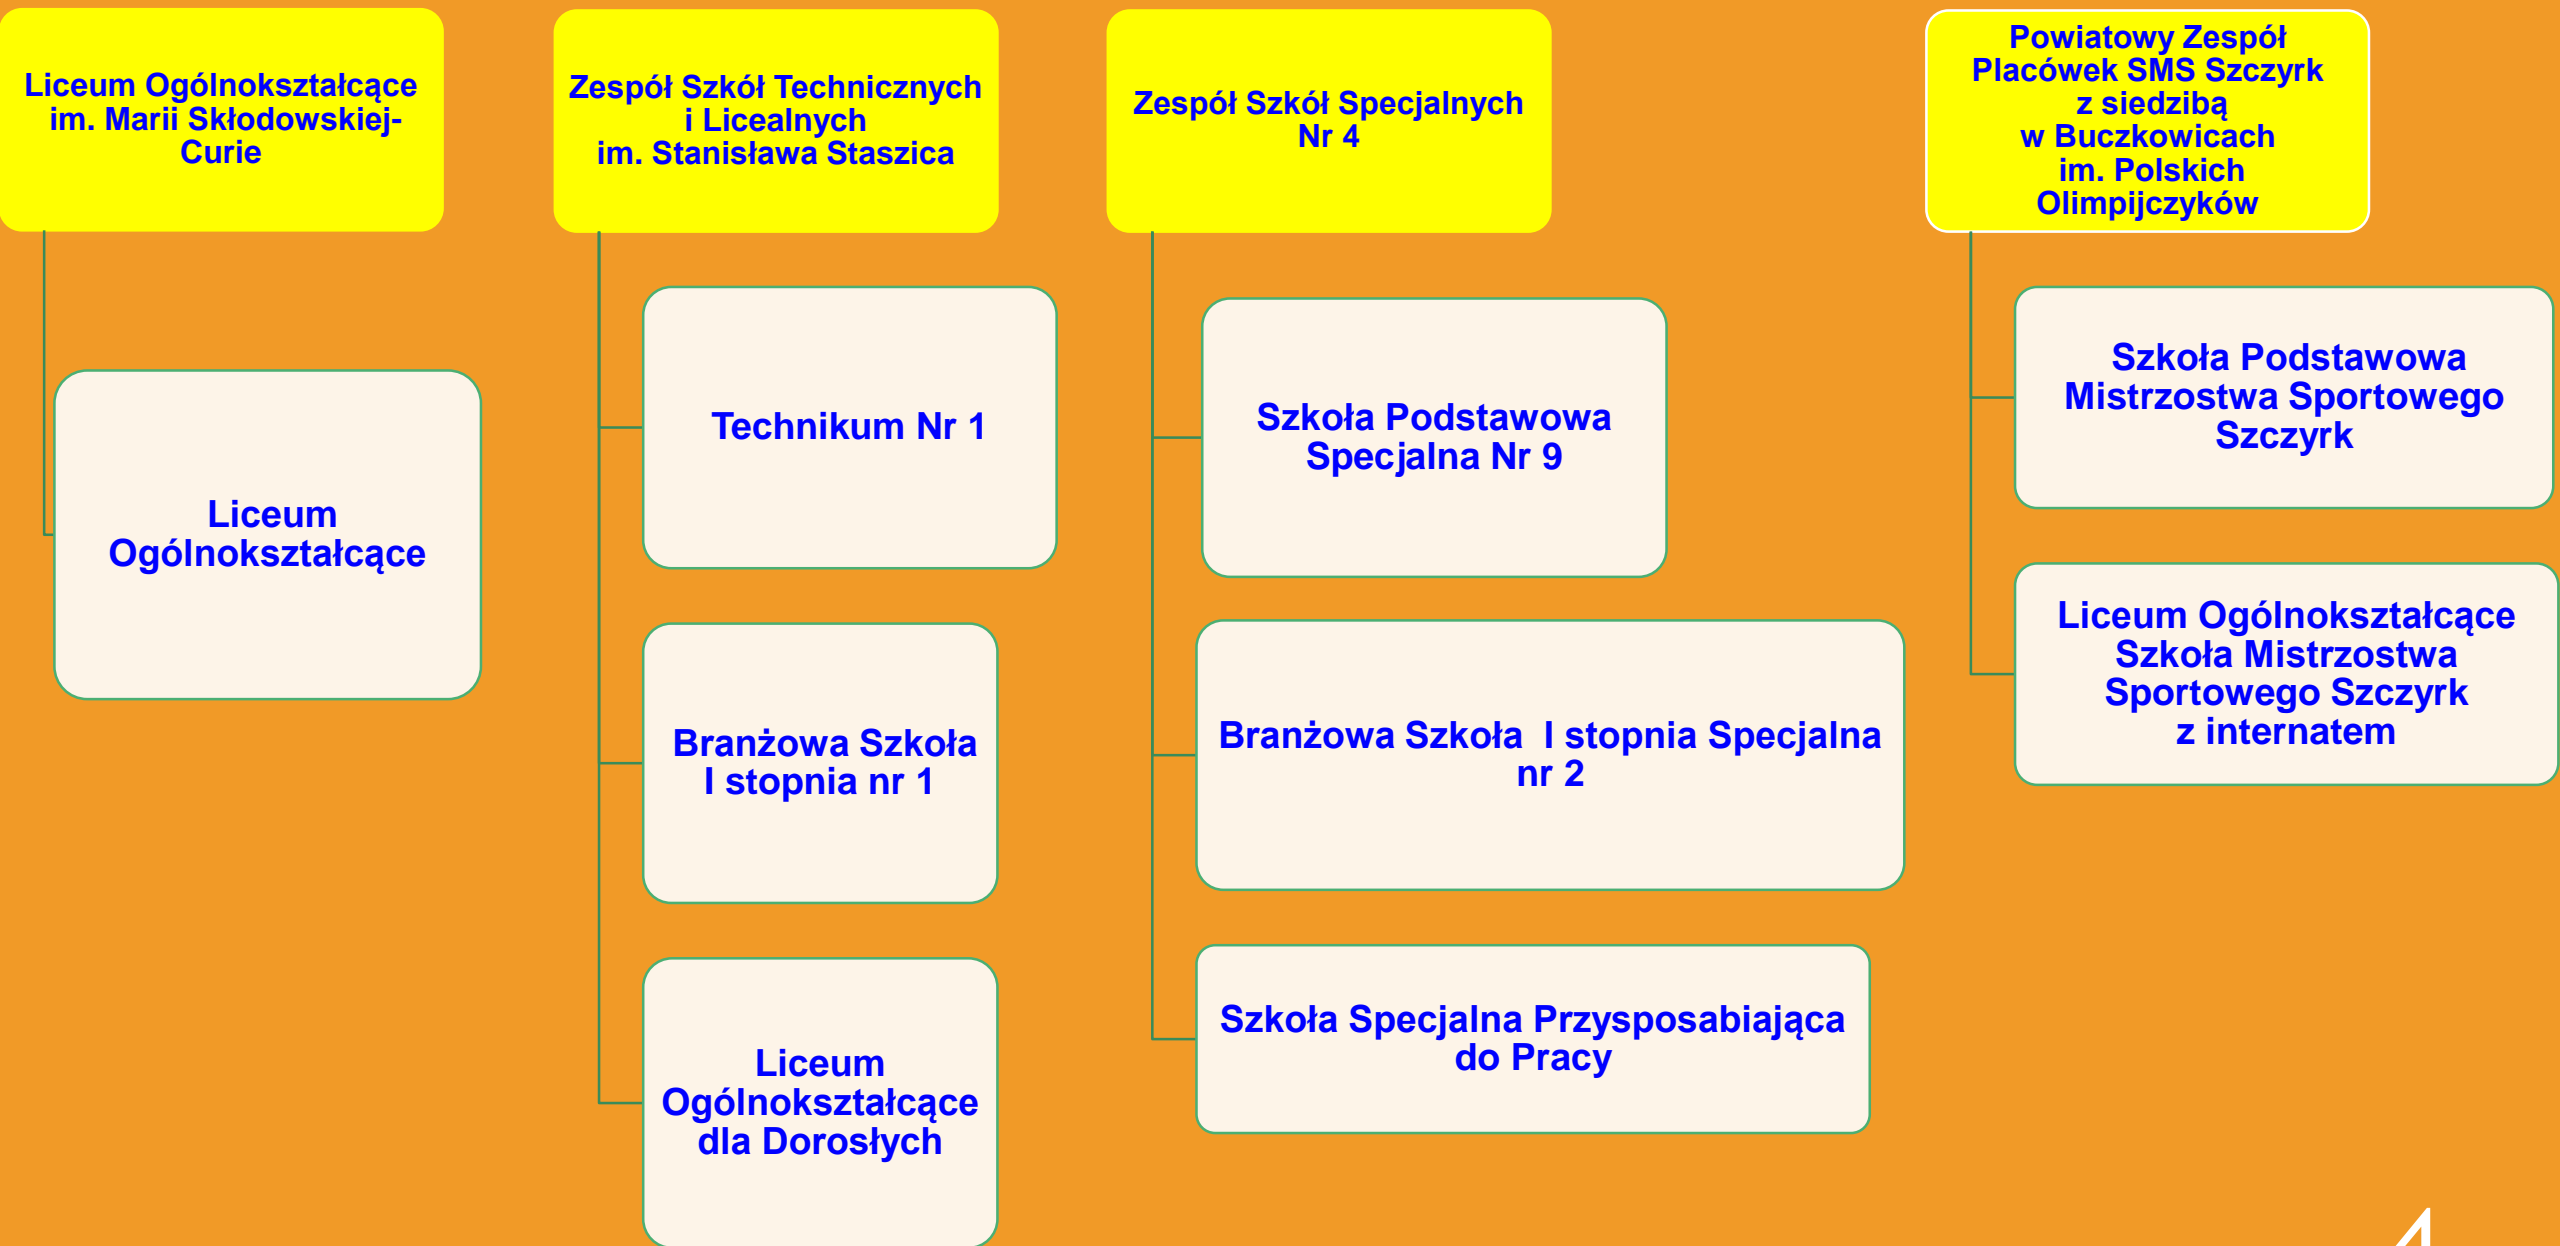 Liceum Ogólnokształcące
im. Marii Skłodowskiej-
Curie
Liceum
Ogólnokształcące
Zespół Szkół Technicznych
i Licealnych
im. Stanisława Staszica
Technikum Nr 1
Branżowa Szkoła
I stopnia nr 1
Liceum
Ogólnokształcące
dla Dorosłych
Zespół Szkół Specjalnych
Nr 4
Szkoła Podstawowa
Specjalna Nr 9
Branżowa Szkoła  I stopnia Specjalna
nr 2
Szkoła Specjalna Przysposabiająca
do Pracy
Powiatowy Zespół
Placówek SMS Szczyrk
z siedzibą
w Buczkowicach
im. Polskich
Olimpijczyków
Szkoła Podstawowa
Mistrzostwa Sportowego
Szczyrk
Liceum Ogólnokształcące
Szkoła Mistrzostwa
Sportowego Szczyrk
z internatem